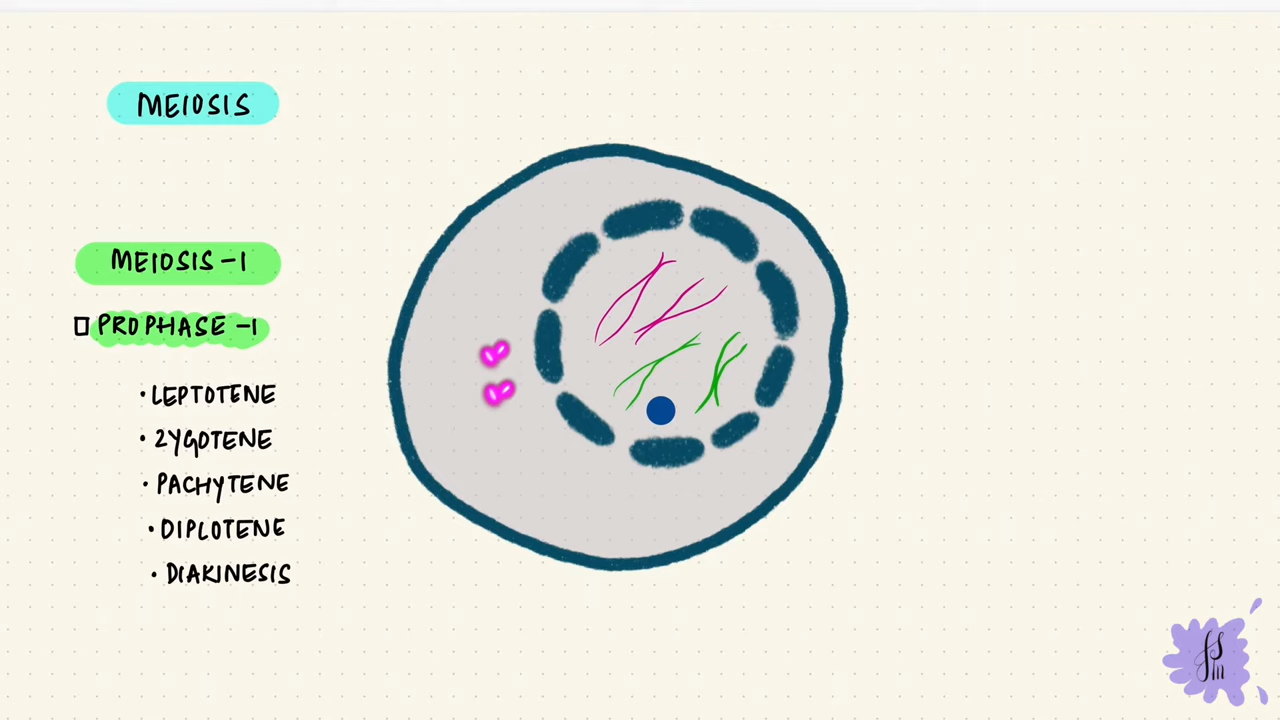 MEIOSIS
MEIOSIS-1
PROPHASE-1
• LEPTOTENE
• ZYGOTENE
• PACHYTENE
• DIPLOTENE
• DIAKINESIS